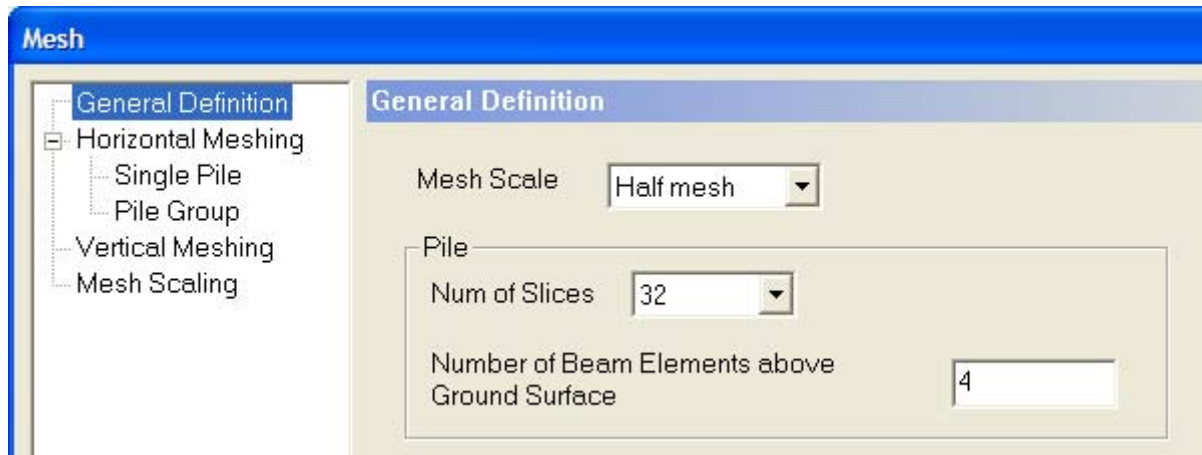 Mesh
General Definition
Horizontal Meshing
Single Pile
Pile Group
Vertical Meshing
Mesh Scaling
General Definition
Mesh Scale
Half mesh
Pile
Num of Slices
32
Number of Beam Elements above
Ground Surface
4